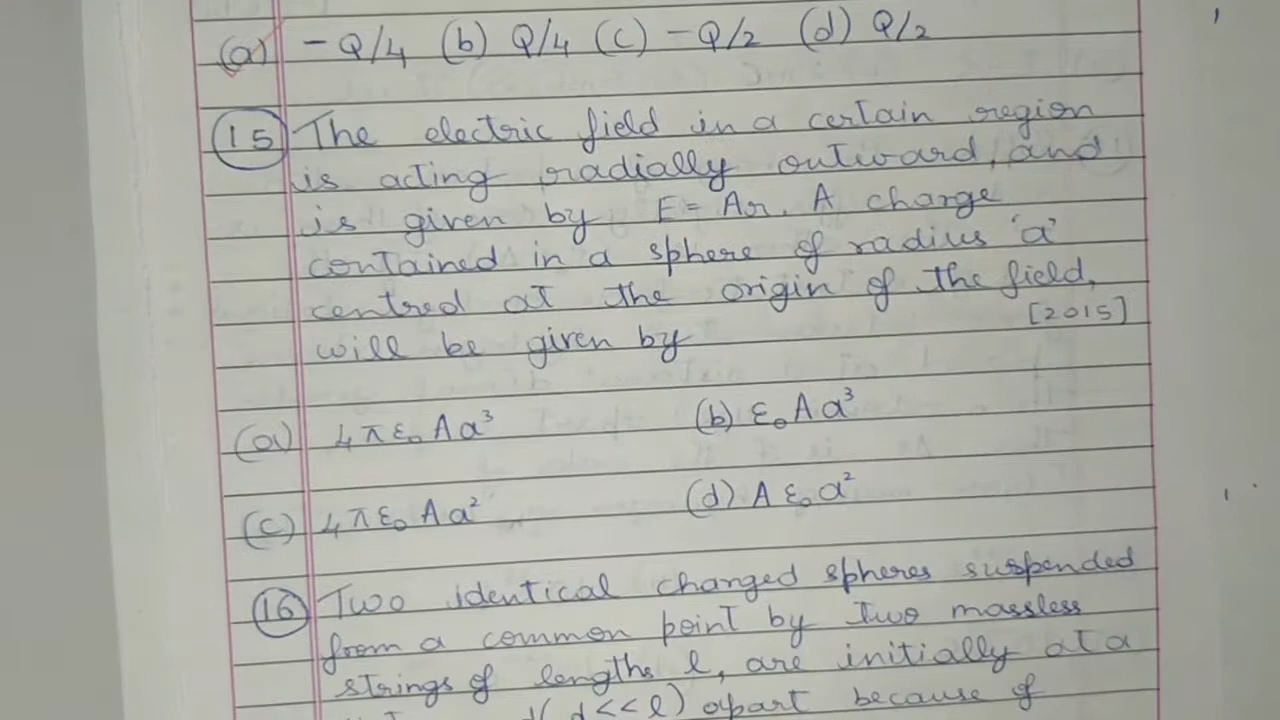 (a) -Q/4 (b) Q/4 (c) -Q/2 (d) Q/2
15 The electric field in a certain region
is acting radially outward, and
is given by E = Ar. A charge
contained in a sphere of radius 'a'
centred at the origin of the field,
will be given by [2015]
(a) 4πε₀Aa³ (b) ε₀Aa³
(c) 4πε₀Aa² (d) Aε₀a²
16 Two identical changed spheres suspended
from a common point by two massless
strings of lengths l, are initially at a
d(d<<l) apart because of